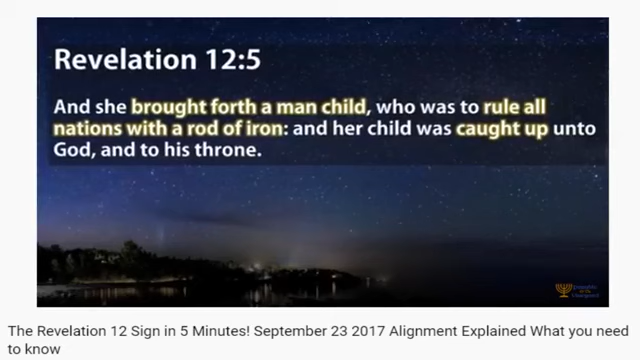 Revelation 12:5
And she brought forth a man child, who was to rule all
nations with a rod of iron: and her child was caught up unto
God, and to his throne.
The Revelation 12 Sign in 5 Minutes! September 23 2017 Alignment Explained What you need
to know